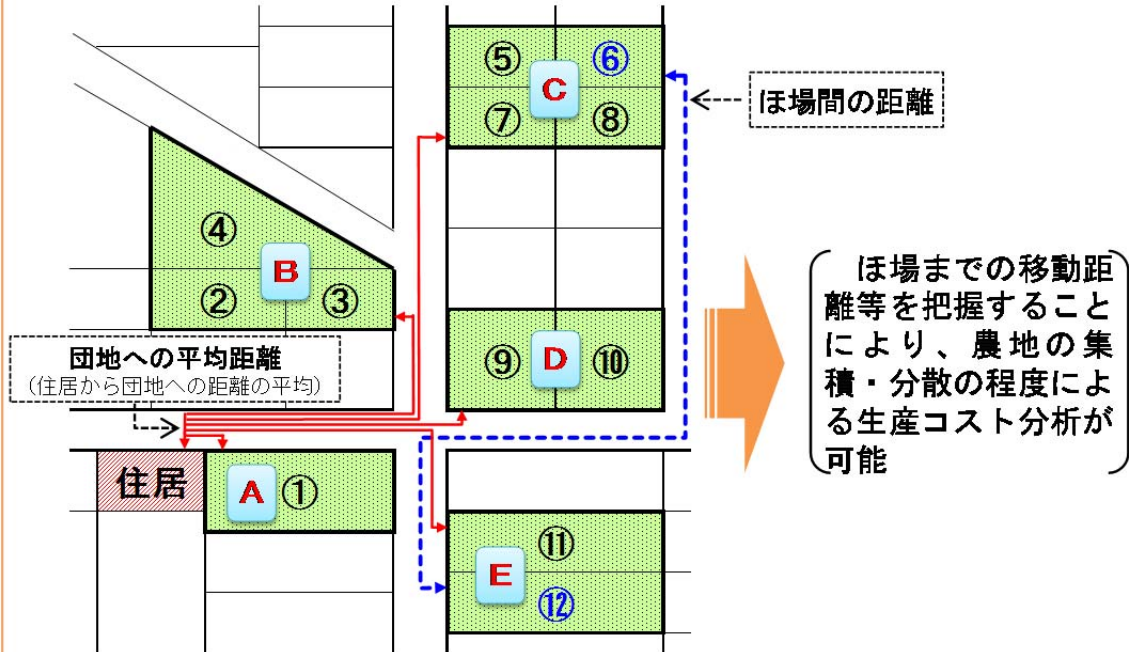 ⑤
⑥
C
⑦
⑧
ほ場間の距離
④
B
②
③
ほ場までの移動距
離等を把握すること
により、農地の集
積・分散の程度によ
る生産コスト分析が
可能
団地への平均距離
（住居から団地への距離の平均）
⑨
D
⑩
住居
A
①
⑪
E
⑫